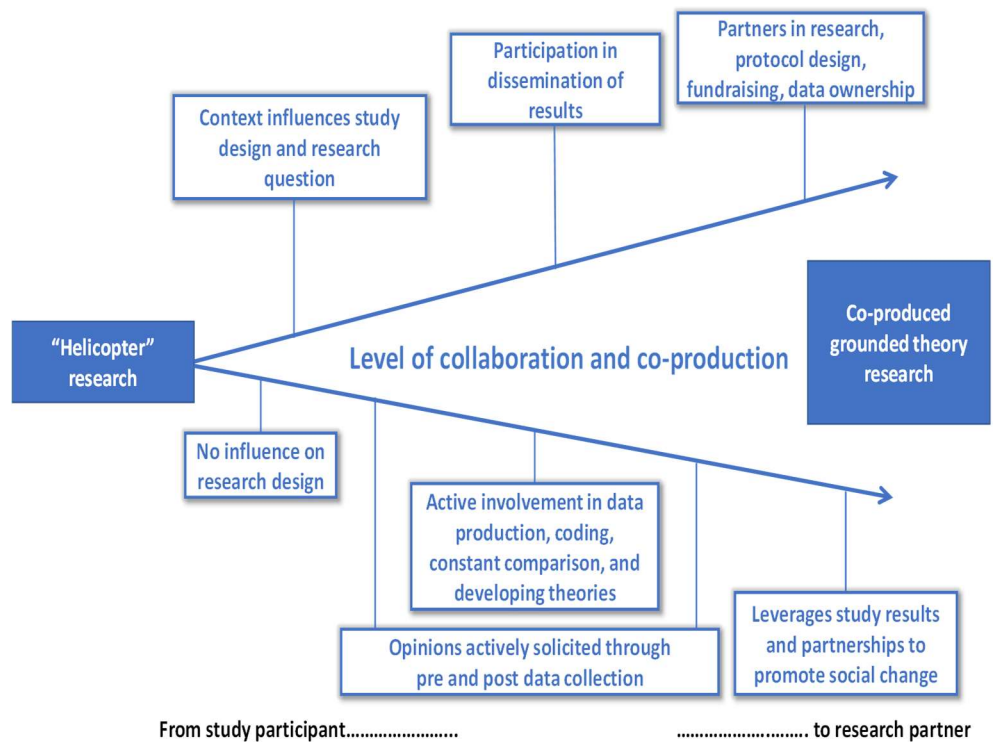 Partners in research,
protocol design,
fundraising, data ownership
Participation in
dissemination of
results
Context influences study
design and research
question
“Helicopter”
research
Level of collaboration and co-production
Co-produced
grounded theory
research
No influence on
research design
Active involvement in data
production, coding,
constant comparison, and
developing theories
Opinions actively solicited through
pre and post data collection
Leverages study results
and partnerships to
promote social change
From study participant...................... ......................... to research partner